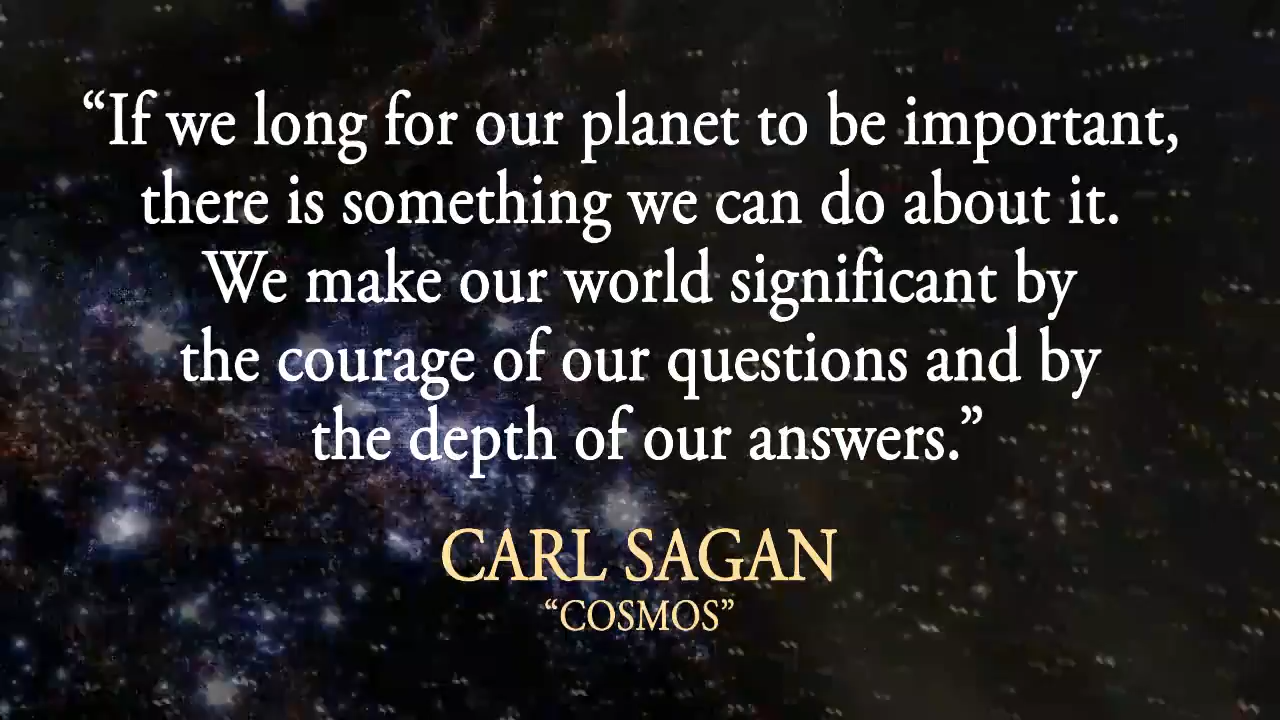 “If we long for our planet to be important,
there is something we can do about it.
We make our world significant by
the courage of our questions and by
the depth of our answers.”
CARL SAGAN
“COSMOS”